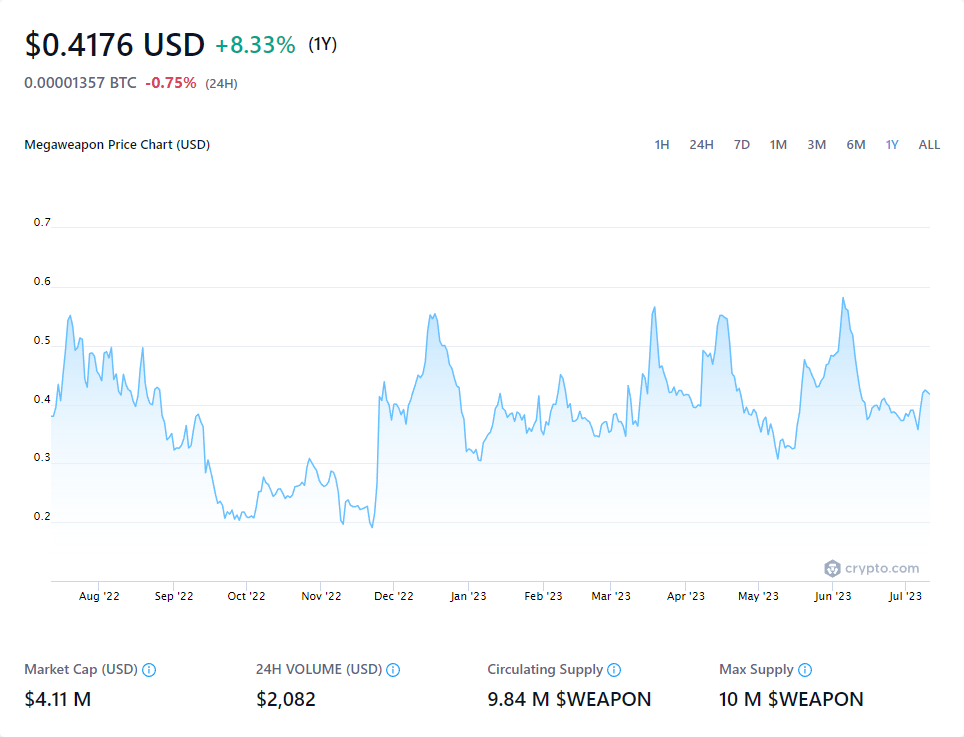 $0.4176 USD +8.33% (1Y)
0.00001357 BTC -0.75% (24H)
Megaweapon Price Chart (USD) 1H 24H 7D 1M 3M 6M 1Y ALL
0.7
0.6
0.5
0.4
0.3
0.2
crypto.com
Aug '22 Sep '22 Oct '22 Nov '22 Dec '22 Jan '23 Feb '23 Mar '23 Apr '23 May '23 Jun '23 Jul '23
Market Cap (USD) 24H VOLUME (USD) Circulating Supply Max Supply
$4.11 M $2,082 9.84 M $WEAPON 10 M $WEAPON